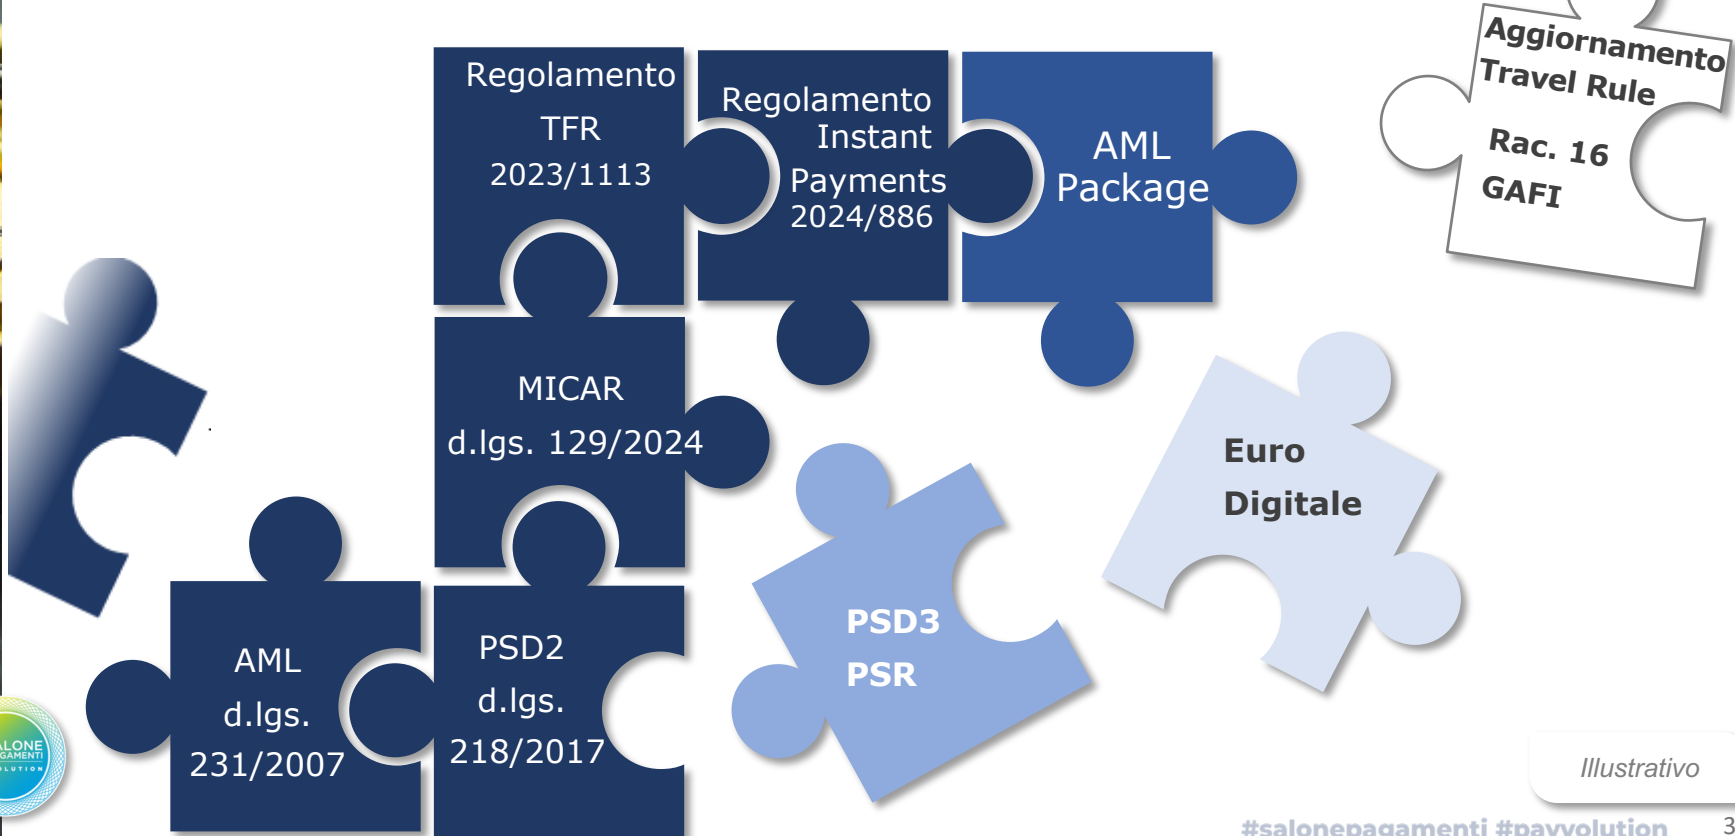 Regolamento
TFR
2023/1113
Regolamento
Instant
Payments
2024/886
AML
Package
Aggiornamento
Travel Rule
Rac. 16
GAFI
MICAR
d.lgs. 129/2024
Euro
Digitale
PSD3
PSR
AML
d.lgs.
231/2007
PSD2
d.lgs.
218/2017
Illustrativo
#salonepagamenti #payvolution
3